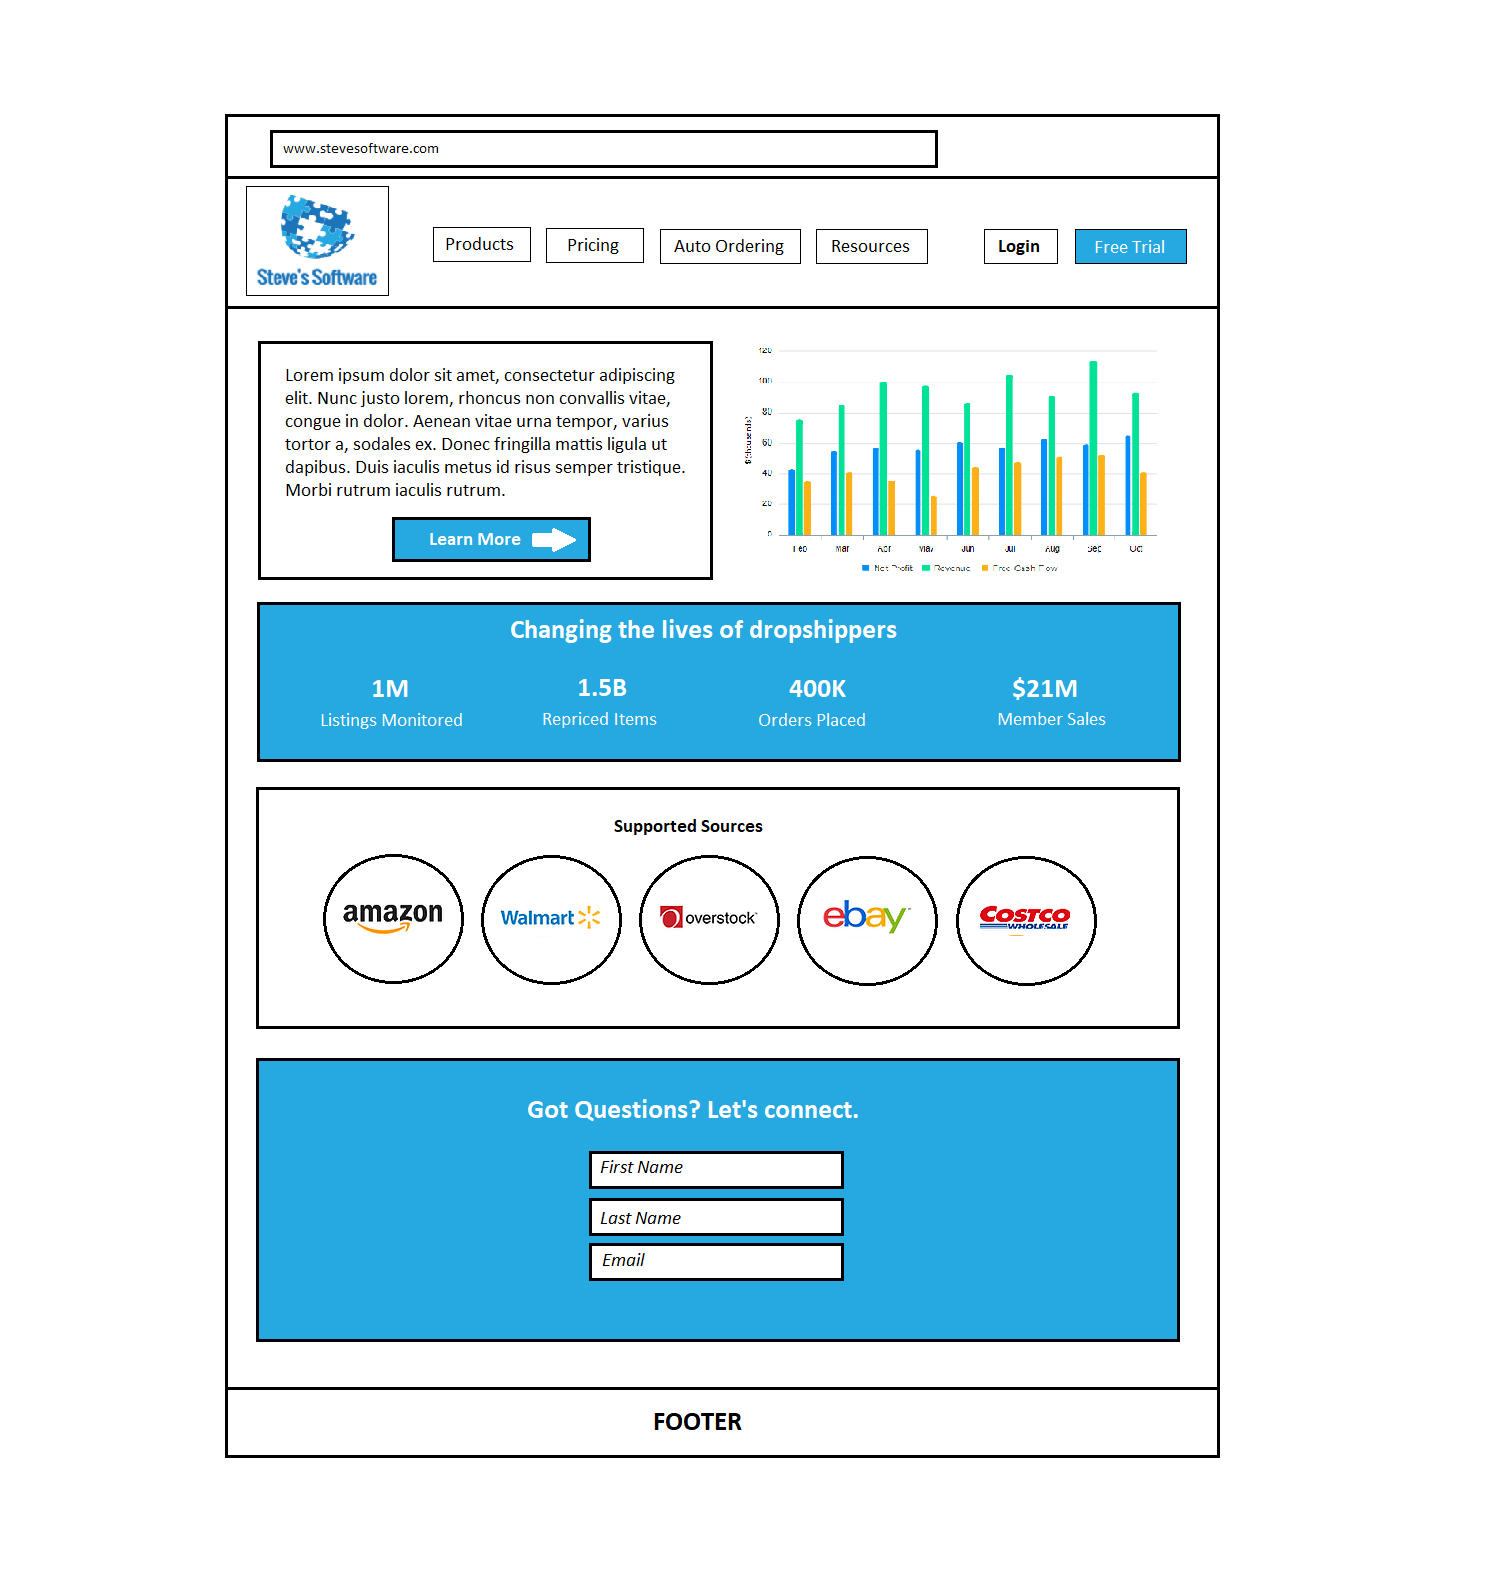 www.stevesoftware.com
Steve's Software
Products
Pricing
Auto Ordering
Resources
Login
Free Trial
Lorem ipsum dolor sit amet, consectetur adipiscing
elit. Nunc justo lorem, rhoncus non convallis vitae,
congue in dolor. Aenean vitae urna tempor, varius
tortor a, sodales ex. Donec fringilla mattis ligula ut
dapibus. Duis iaculis metus id risus semper tristique.
Morbi rutrum iaculis rutrum.
Learn More
$ (thousands)
120
100
80
60
40
20
0
Feb
Mar
Apr
May
Jun
Jul
Aug
Sep
Oct
Net Profit
Revenue
Free Cash Flow
Changing the lives of dropshippers
1M
Listings Monitored
1.5B
Repriced Items
400K
Orders Placed
$21M
Member Sales
Supported Sources
amazon
Walmart
overstock
ebay
COSTCO
WHOLESALE
Got Questions? Let's connect.
First Name
Last Name
Email
FOOTER